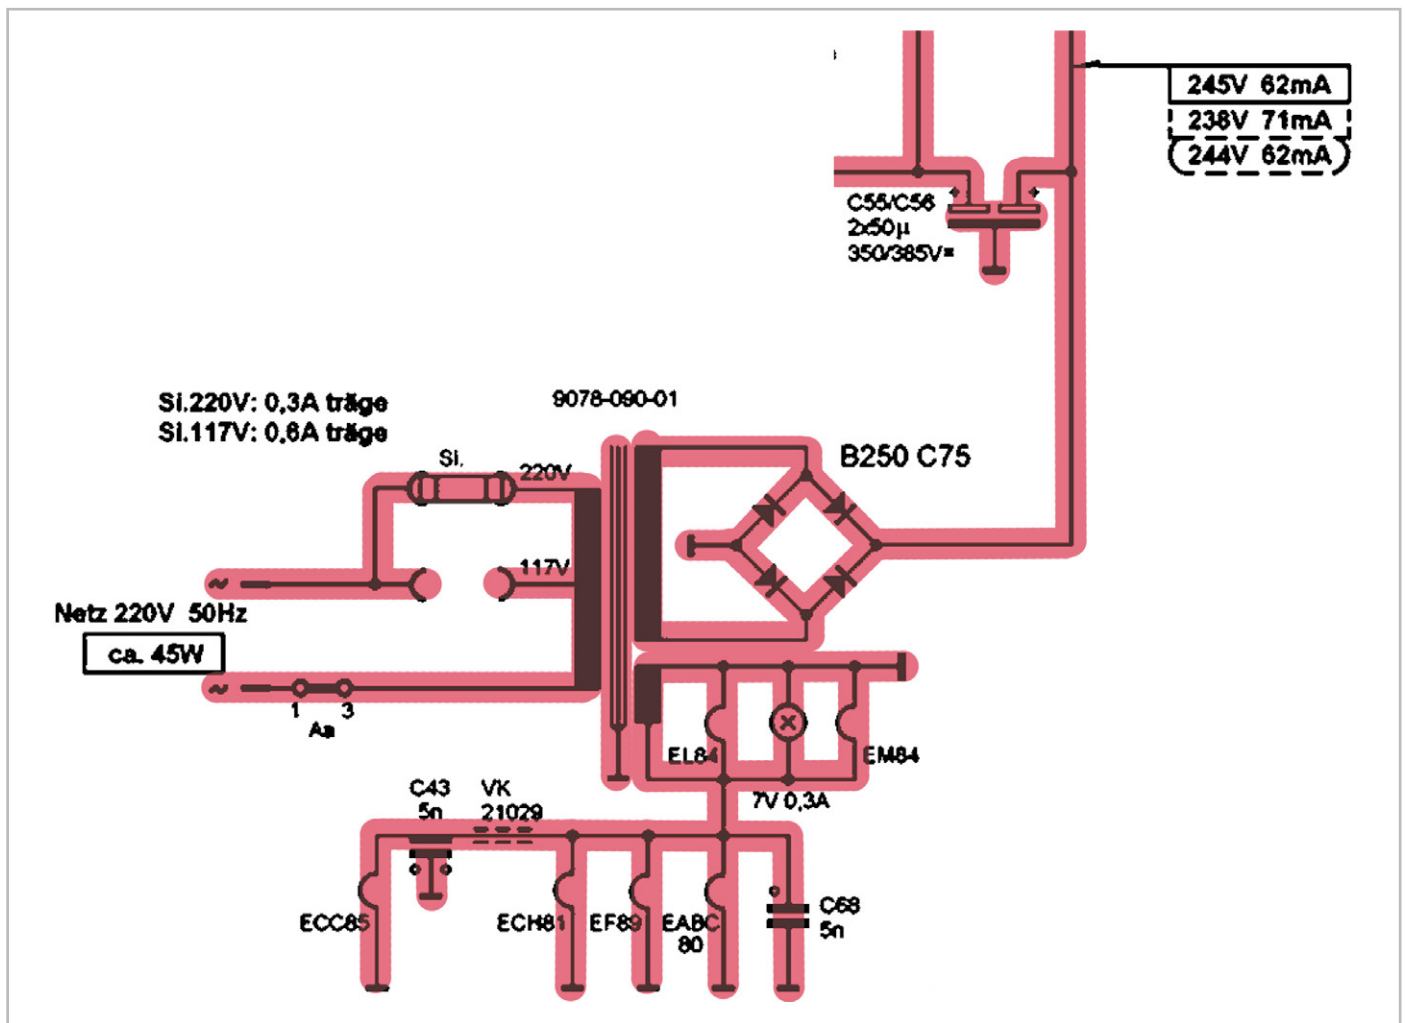 245V 62mA
238V 71mA
244V 62mA
C55/C56
2x50µ
350/385V=
Si.220V: 0,3A träge
Si.117V: 0,6A träge
9078-090-01
Si.
220V
B250 C75
117V
Netz 220V 50Hz
ca. 45W
1 3
Aa
EL84
EM84
7V 0,3A
C43
5n
VK
21029
ECC85
ECH81
EF89
EABC
80
C68
5n